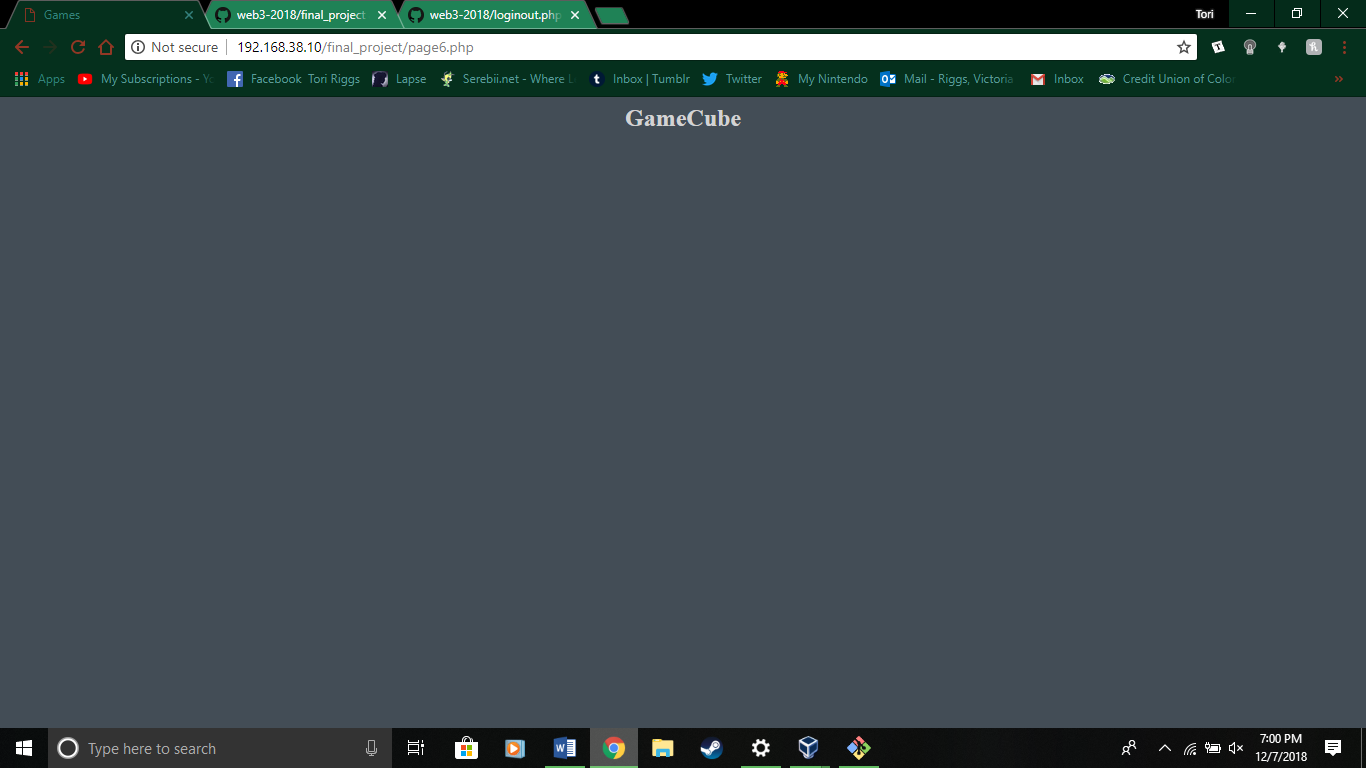 Games
web3-2018/final_project
web3-2018/loginout.php
Tori
Not secure
192.168.38.10/final_project/page6.php
Apps
My Subscriptions - Yo
Facebook Tori Riggs
Lapse
Serebii.net - Where L
Inbox | Tumblr
Twitter
My Nintendo
Mail - Riggs, Victoria
Inbox
Credit Union of Colo
»
GameCube
Type here to search
7:00 PM
12/7/2018